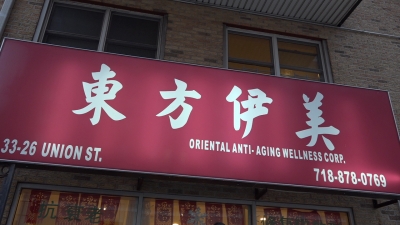 東方伊美
33-26 UNION ST.
ORIENTAL ANTI-AGING WELLNESS CORP.
718-878-0769